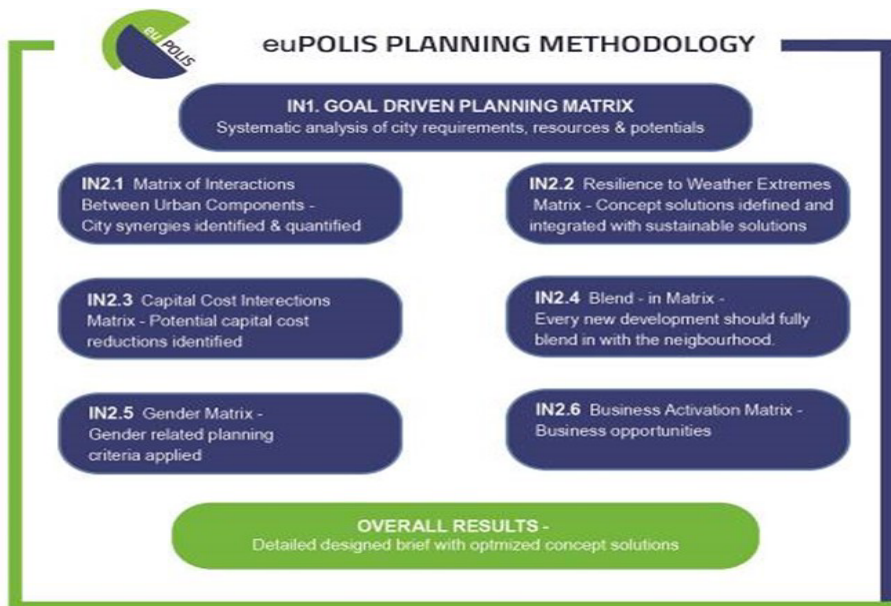 eu POLIS
euPOLIS PLANNING METHODOLOGY
IN1. GOAL DRIVEN PLANNING MATRIX
Systematic analysis of city requirements, resources & potentials
IN2.1 Matrix of Interactions
Between Urban Components -
City synergies identified & quantified
IN2.2 Resilience to Weather Extremes
Matrix - Concept solutions idefined and
integrated with sustainable solutions
IN2.3 Capital Cost Interections
Matrix - Potential capital cost
reductions identified
IN2.4 Blend - in Matrix -
Every new development should fully
blend in with the neigbourhood.
IN2.5 Gender Matrix -
Gender related planning
criteria applied
IN2.6 Business Activation Matrix -
Business opportunities
OVERALL RESULTS -
Detailed designed brief with optmized concept solutions